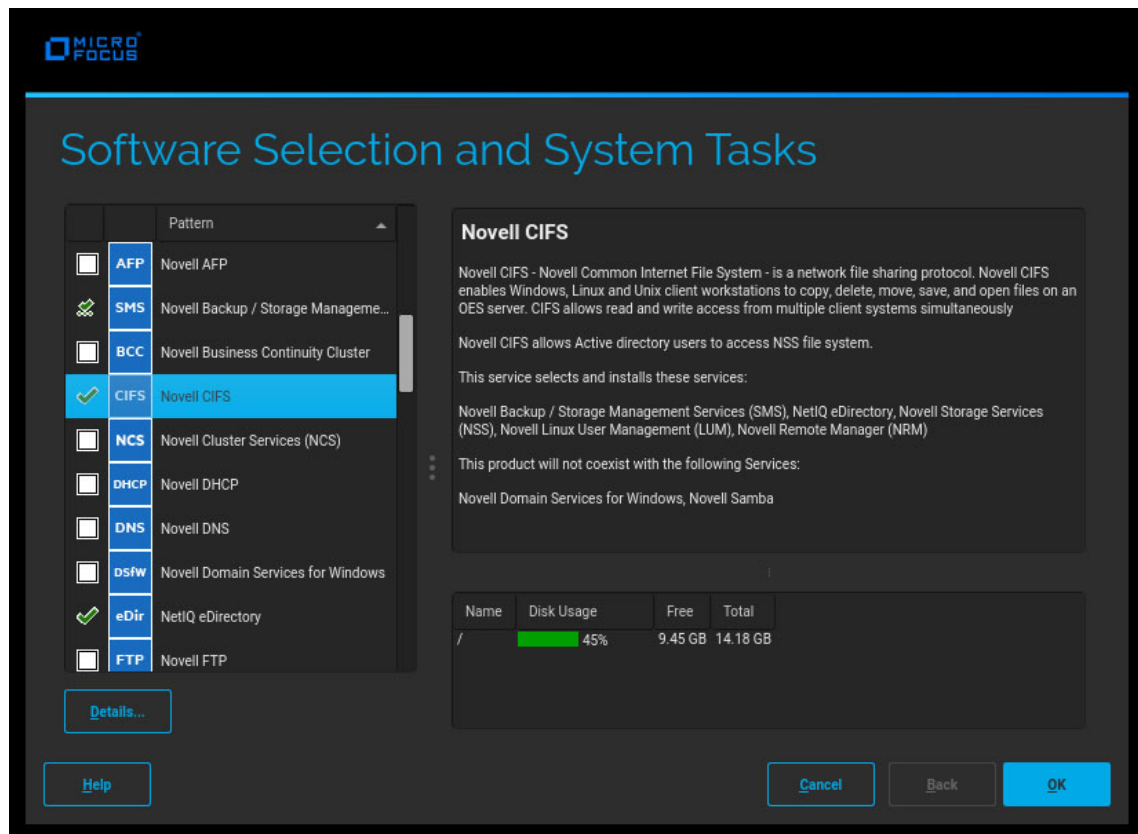 MICRO
FOCUS
Software Selection and System Tasks
Pattern
AFP Novell AFP
SMS Novell Backup / Storage Manageme...
BCC Novell Business Continuity Cluster
CIFS Novell CIFS
NCS Novell Cluster Services (NCS)
DHCP Novell DHCP
DNS Novell DNS
DSfW Novell Domain Services for Windows
eDir NetIQ eDirectory
FTP Novell FTP
Details...
Novell CIFS
Novell CIFS - Novell Common Internet File System - is a network file sharing protocol. Novell CIFS
enables Windows, Linux and Unix client workstations to copy, delete, move, save, and open files on an
OES server. CIFS allows read and write access from multiple client systems simultaneously
Novell CIFS allows Active directory users to access NSS file system.
This service selects and installs these services:
Novell Backup / Storage Management Services (SMS), NetIQ eDirectory, Novell Storage Services
(NSS), Novell Linux User Management (LUM), Novell Remote Manager (NRM)
This product will not coexist with the following Services:
Novell Domain Services for Windows, Novell Samba
Name Disk Usage Free Total
/ 45% 9.45 GB 14.18 GB
Help Cancel Back OK